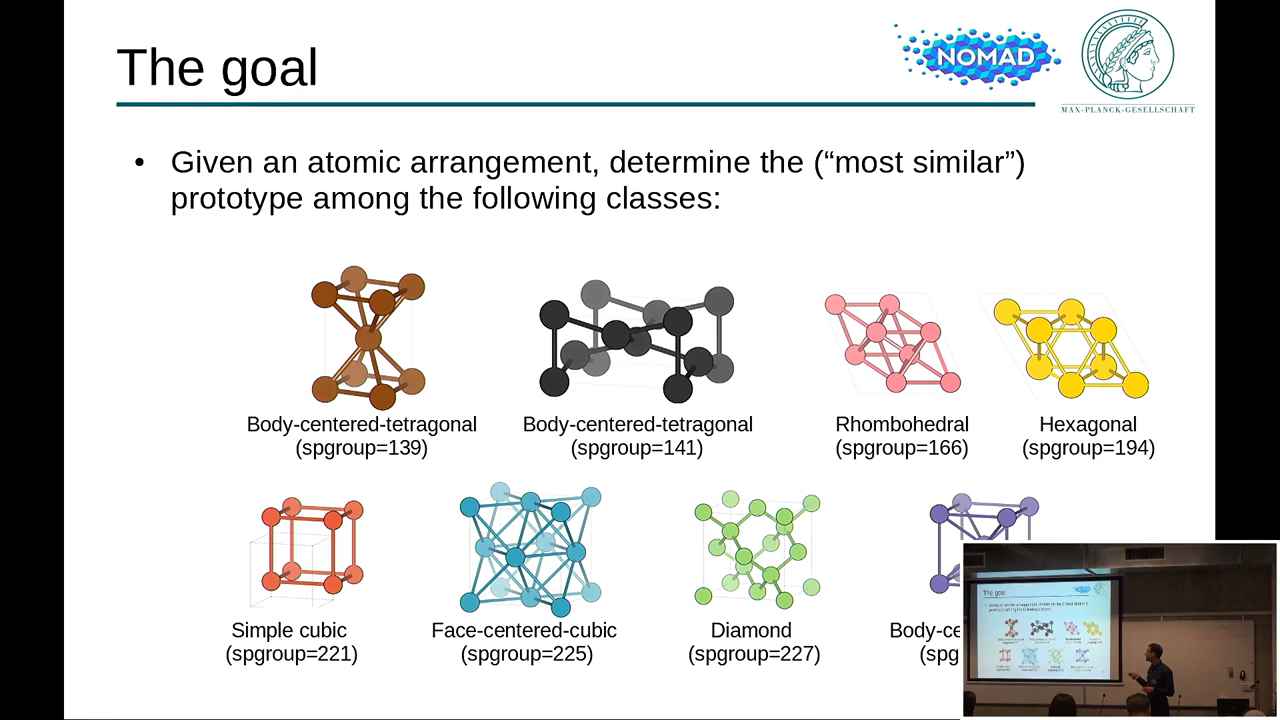 The goal
NOMAD
MAX-PLANCK-GESELLSCHAFT
• Given an atomic arrangement, determine the (“most similar”)
prototype among the following classes:
Body-centered-tetragonal
(spgroup=139)
Body-centered-tetragonal
(spgroup=141)
Rhombohedral
(spgroup=166)
Hexagonal
(spgroup=194)
Simple cubic
(spgroup=221)
Face-centered-cubic
(spgroup=225)
Diamond
(spgroup=227)
Body-ce
(spg
The goal